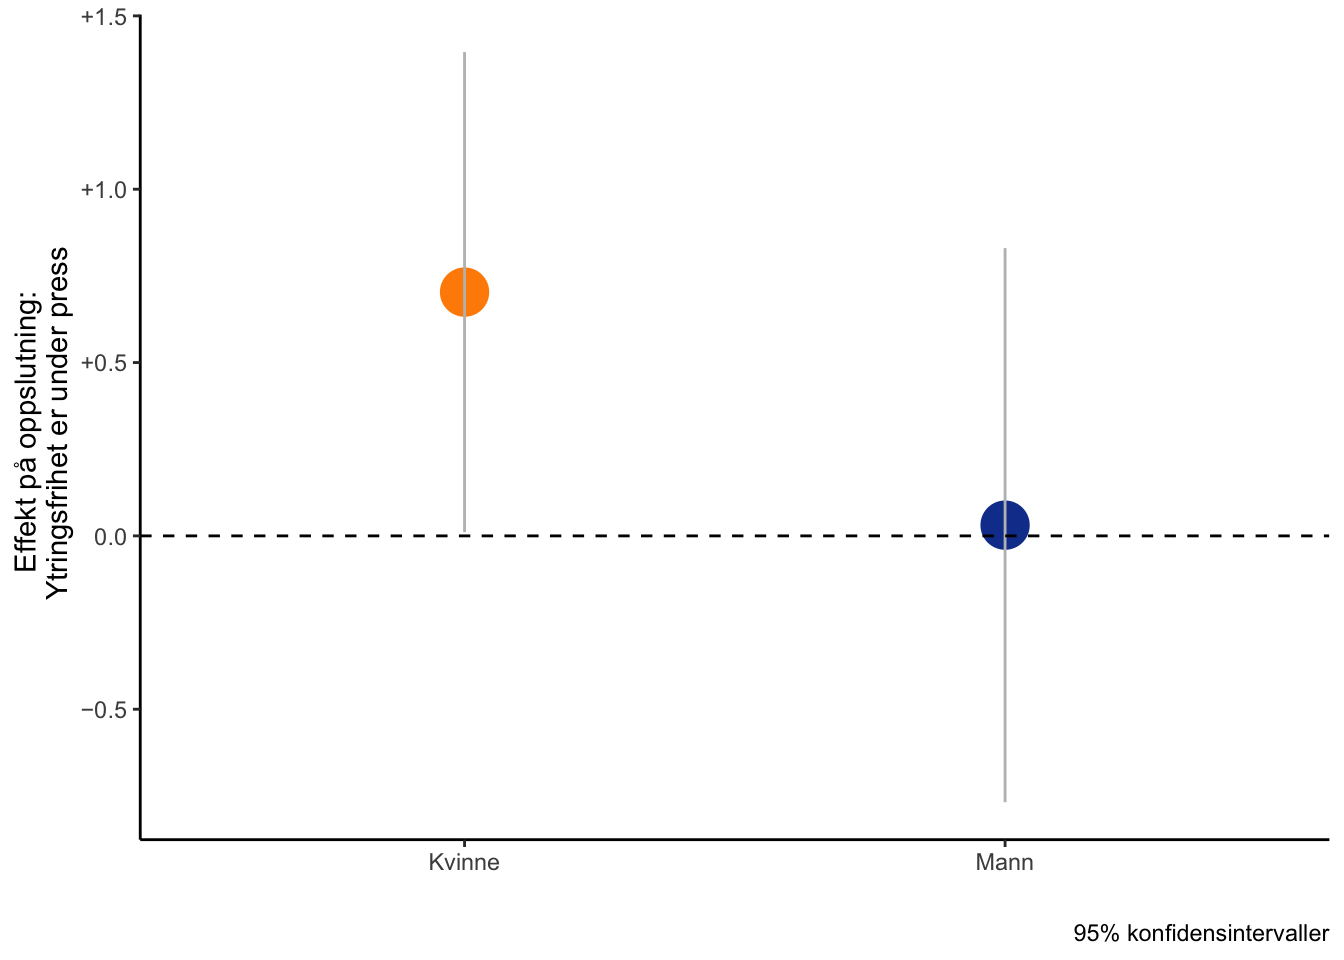 Effekt på oppslutning:
Ytringsfrihet er under press
+1.5
+1.0
+0.5
0.0
−0.5
Kvinne
Mann
95% konfidensintervaller